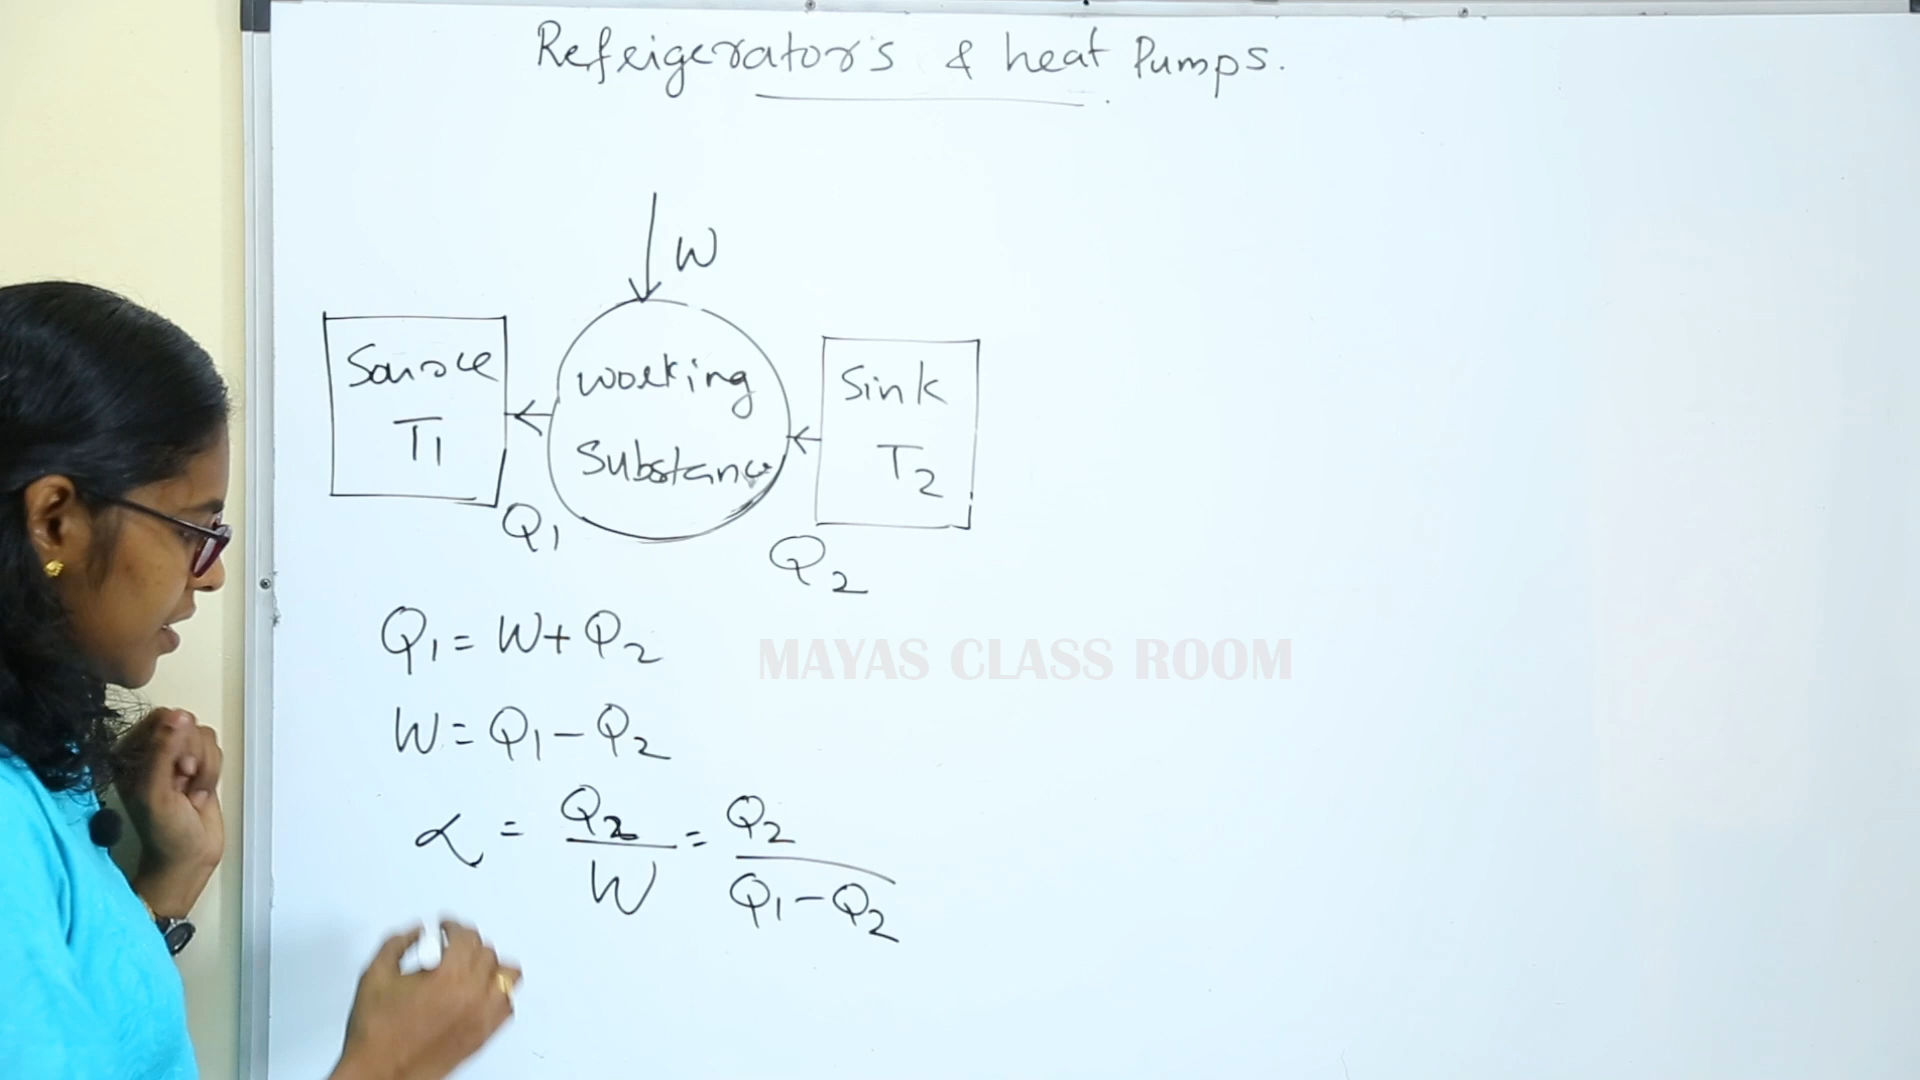 Refrigerators & heat Pumps.
W
Source
T1
working
Substance
Sink
T2
Q1
Q2
Q1 = W + Q2
MAYAS CLASS ROOM
W = Q1 - Q2
α = Q2/W = Q2/(Q1 - Q2)